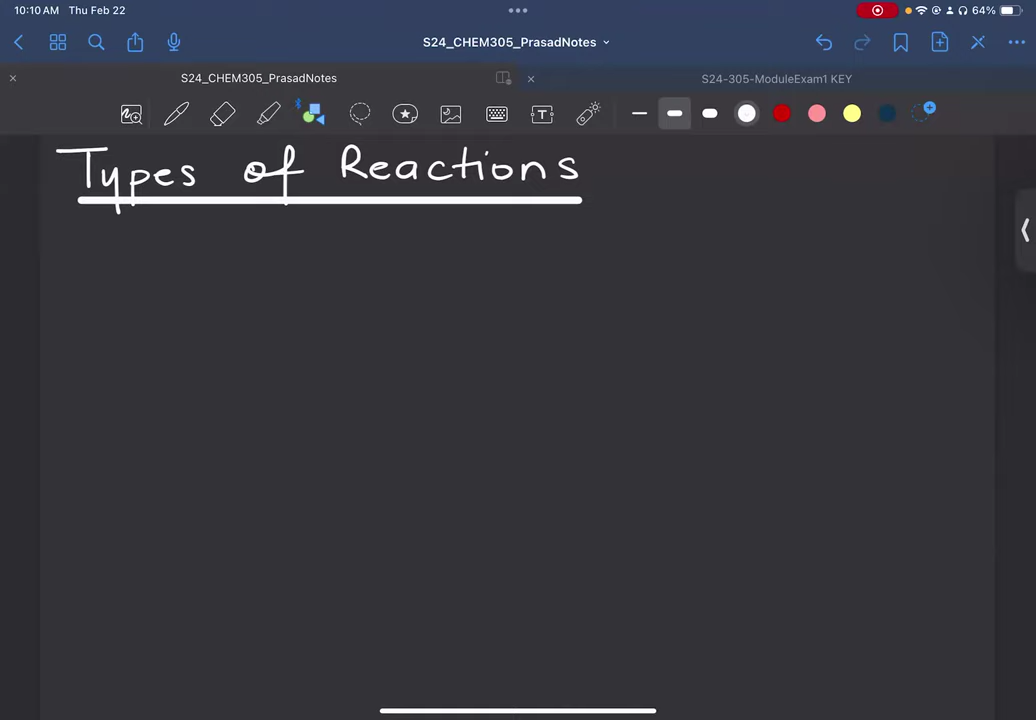 10:10 AM Thu Feb 22
64%
S24_CHEM305_PrasadNotes
S24_CHEM305_PrasadNotes
S24-305-ModuleExam1 KEY
Types of Reactions